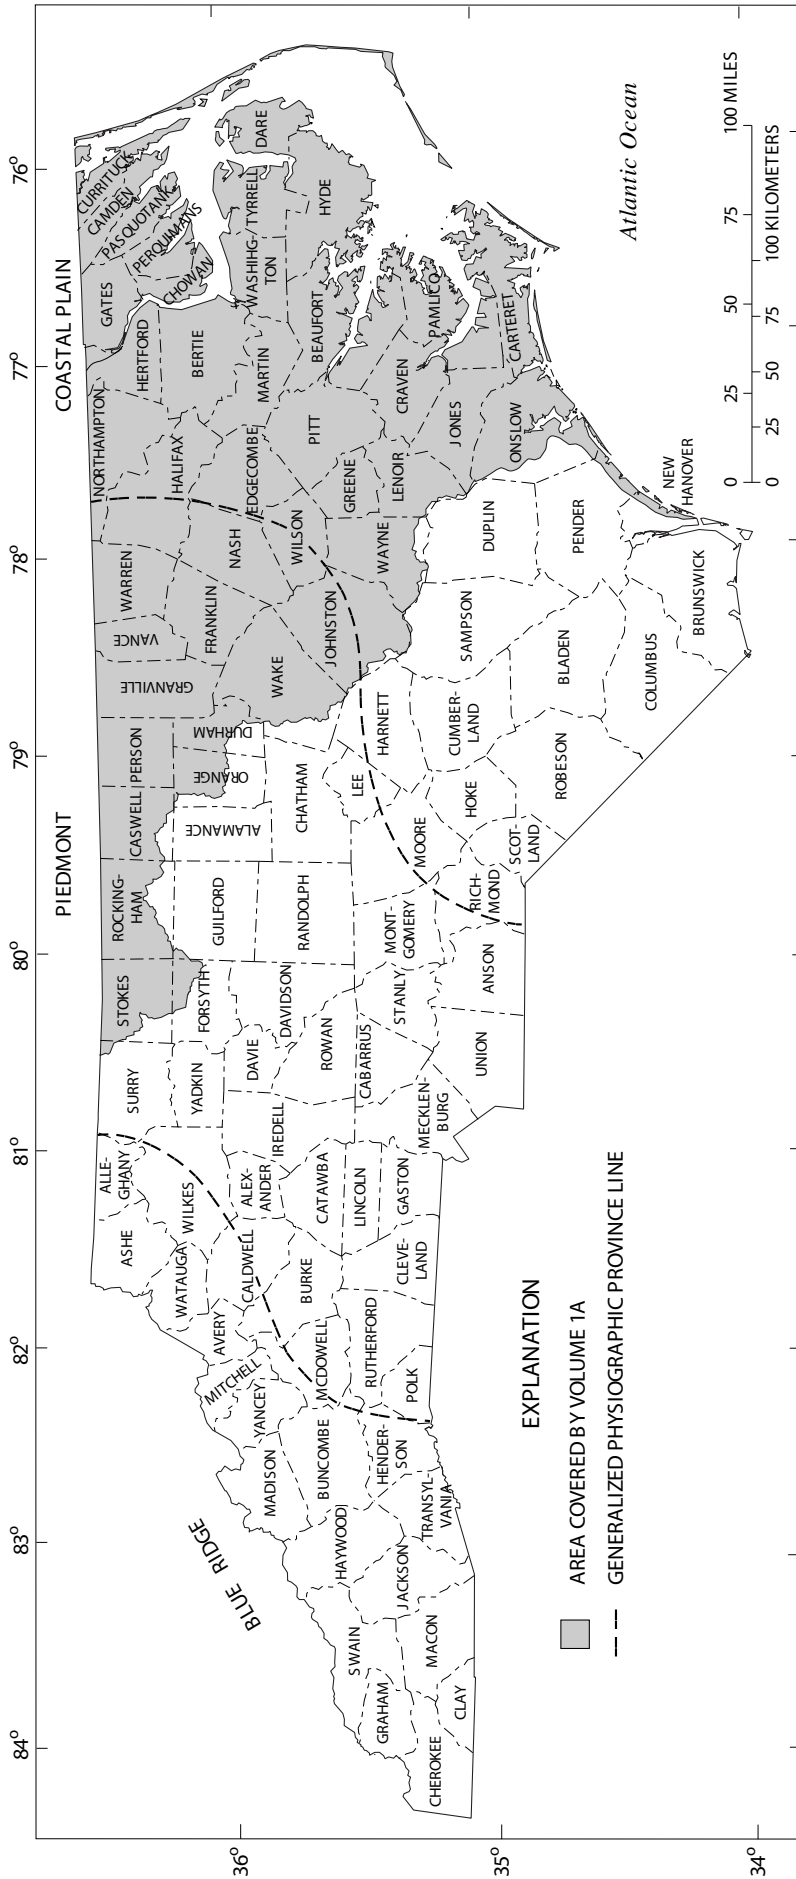 84°
83°
82°
81°
80°
79°
78°
77°
76°
36°
35°
34°
BLUE RIDGE
PIEDMONT
COASTAL PLAIN
CHEROKEE
GRAHAM
CLAY
SWAIN
MACON
JACKSON
HAYWOOD
TRANSYL-
VANIA
MADISON
BUNCOMBE
HENDER-
SON
YANCEY
MITCHELL
AVERY
MCDOWELL
RUTHERFORD
POLK
WATAUGA
ASHE
ALLE-
GHANY
WILKES
CALDWELL
BURKE
CLEVE-
LAND
ALEX-
ANDER
CATAWBA
LINCOLN
GASTON
SURRY
YADKIN
IREDELL
MECKLEN-
BURG
DAVIE
ROWAN
CABARRUS
UNION
STOKES
FORSYTH
DAVIDSON
STANLY
ANSON
ROCKING-
HAM
GUILFORD
RANDOLPH
MONT-
GOMERY
RICH-
MOND
CASWELL
ALAMANCE
CHATHAM
MOORE
SCOT-
LAND
PERSON
ORANGE
DURHAM
LEE
HOKE
HARNETT
CUMBER-
LAND
ROBESON
GRANVILLE
VANCE
WARREN
FRANKLIN
WAKE
JOHNSTON
SAMPSON
BLADEN
COLUMBUS
BRUNSWICK
NORTHAMPTON
HALIFAX
NASH
EDGECOMBE
WILSON
WAYNE
GREENE
LENOIR
DUPLIN
PENDER
NEW
HANOVER
HERTFORD
BERTIE
MARTIN
PITT
CRAVEN
JONES
ONSLOW
GATES
CHOWAN
PERQUIMANS
PASQUOTANK
CAMDEN
CURRITUCK
WASHIHG-
TON
TYRRELL
DARE
HYDE
BEAUFORT
PAMLICO
CARTERET
Atlantic Ocean
EXPLANATION
AREA COVERED BY VOLUME 1A
GENERALIZED PHYSIOGRAPHIC PROVINCE LINE
0 25 50 75 100 MILES
0 25 50 75 100 KILOMETERS